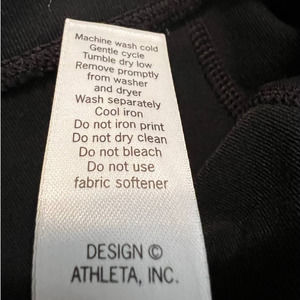 Machine wash cold
Gentle cycle
Tumble dry low
Remove promptly
from washer
and dryer
Wash separately
Cool iron
Do not iron print
Do not dry clean
Do not bleach
Do not use
fabric softener
DESIGN ©
ATHLETA, INC.